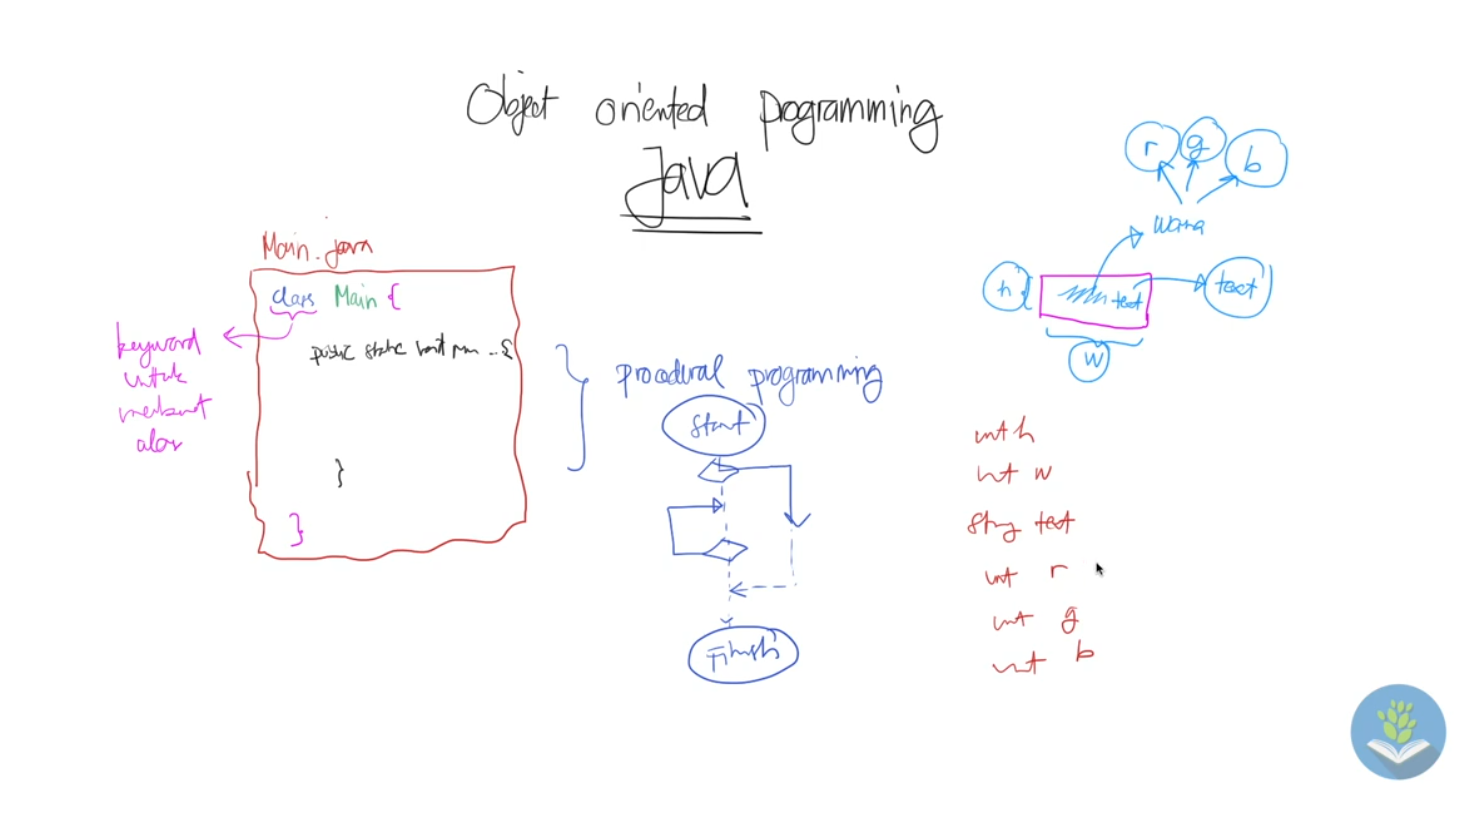 Object oriented programming
Java
Main.java
class Main {
public static void main ..{
}
}
keyword
untuk
membuat
procedural programming
Start
Finish
r g b
warna
h
text
text
w
int h
int w
String text
int r
int g
int b